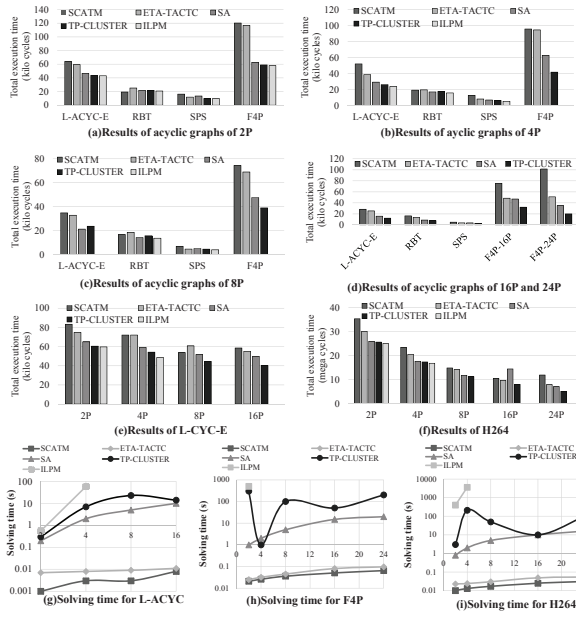 SCATM ETA-TACTC SA
TP-CLUSTER ILPM
Total execution time
(kilo cycles)
140
120
100
80
60
40
20
0
L-ACYC-E RBT SPS F4P
(a)Results of acyclic graphs of 2P
SCATM ETA-TACTC SA
TP-CLUSTER ILPM
Total execution time
(kilo cycles)
120
100
80
60
40
20
0
L-ACYC-E RBT SPS F4P
(b)Results of ayclic graphs of 4P
SCATM ETA-TACTC SA
TP-CLUSTER ILPM
Total execution time
(kilo cycles)
80
60
40
20
0
L-ACYC-E RBT SPS F4P
(c)Results of acyclic graphs of 8P
SCATM ETA-TACTC SA
TP-CLUSTER
Total execution time
(kilo cycles)
120
100
80
60
40
20
0
L-ACYC-E RBT SPS F4P-16P F4P-24P
(d)Results of acyclic graphs of 16P and 24P
SCATM ETA-TACTC SA
TP-CLUSTER ILPM
Total execution time
(kilo cycles)
100
80
60
40
20
0
2P 4P 8P 16P
(e)Results of L-CYC-E
SCATM ETA-TACTC SA
TP-CLUSTER ILPM
Total execution time
(mega cycles)
40
30
20
10
0
2P 4P 8P 16P 24P
(f)Results of H264
SCATM ETA-TACTC
SA TP-CLUSTER
ILPM
Solving time (s)
100
10
1
0.1
0.01
0.001
4 8 16
(g)Solving time for L-ACYC
SCATM ETA-TACTC
SA TP-CLUSTER
ILPM
Solving time (s)
1000
100
10
1
0.1
0.01
0 4 8 12 16 20 24
(h)Solving time for F4P
SCATM ETA-TACTC
SA TP-CLUSTER
ILPM
Solving time (s)
10000
1000
100
10
1
0.1
0.01
0 4 8 12 16 20 24
(i)Solving time for H264